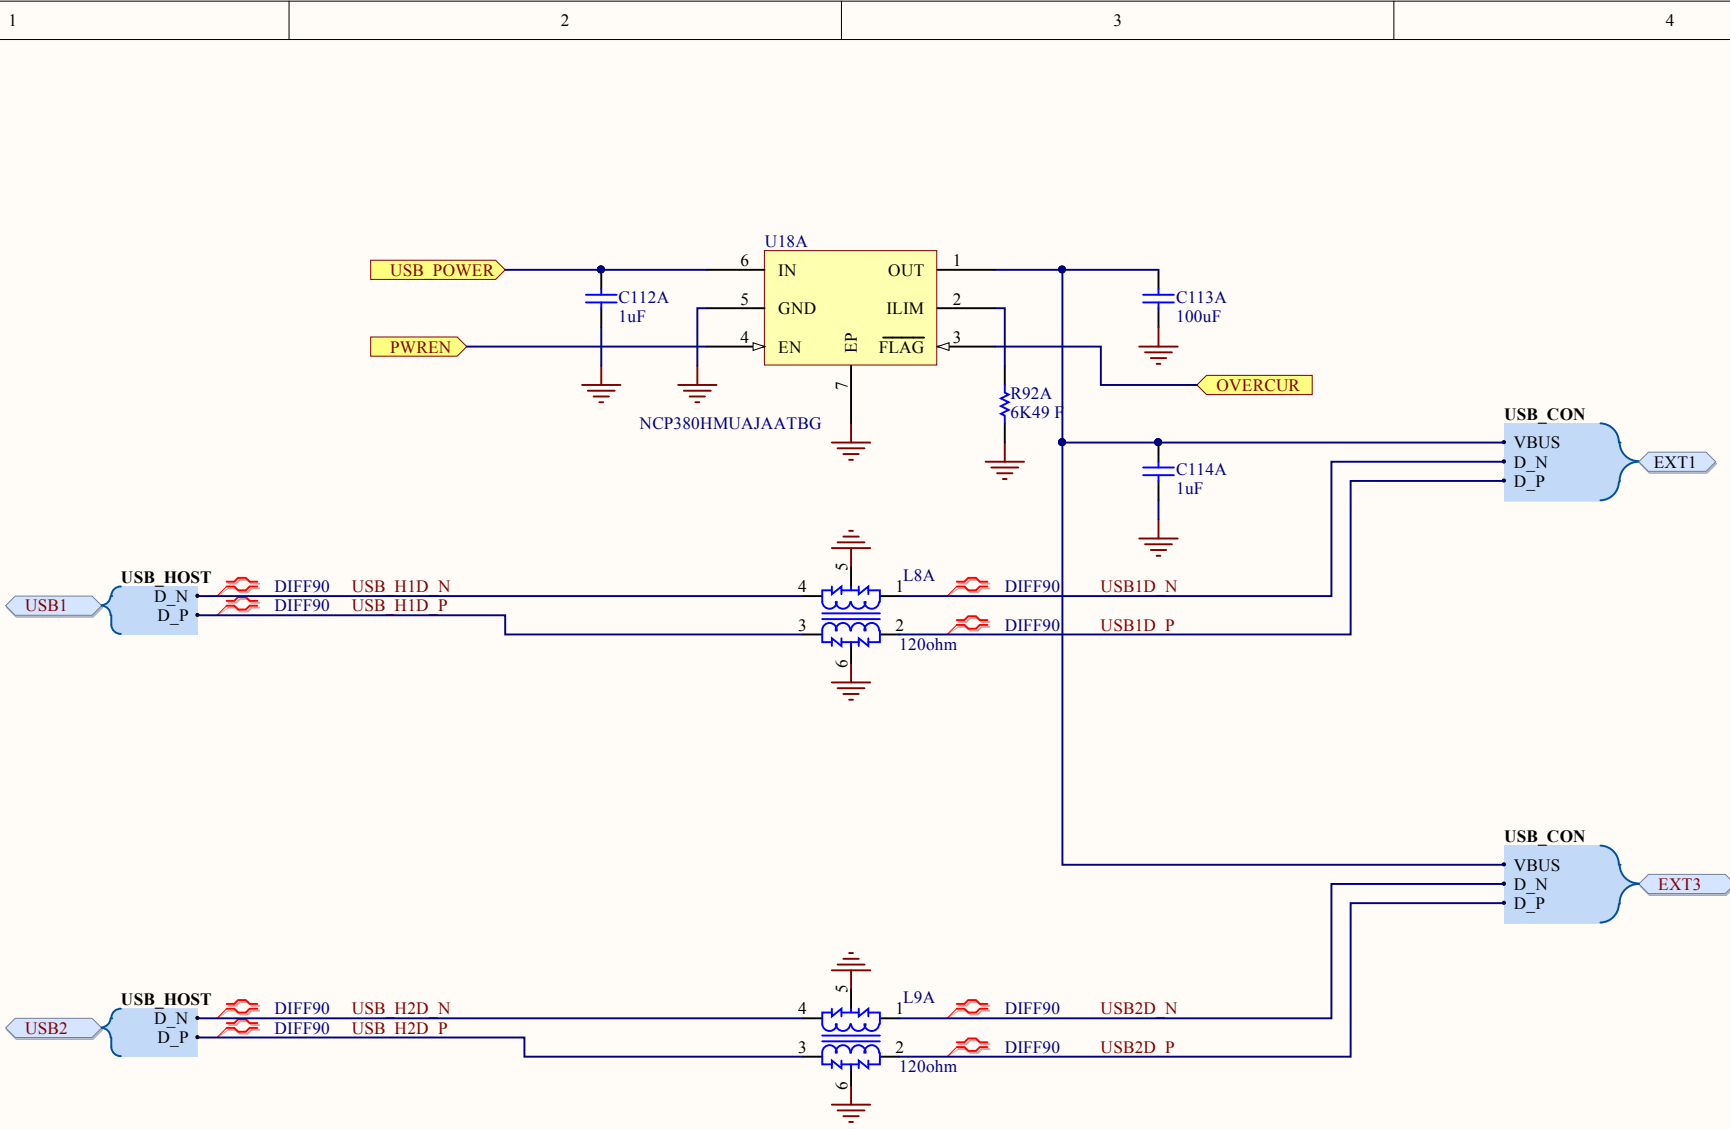 1 2 3 4
U18A
USB_POWER
6 IN OUT 1
C112A
1uF
5 GND ILIM 2
C113A
100uF
PWREN
4 EN EP FLAG 3
7
OVERCUR
R92A
6K49 F
NCP380HMUAJAATBG
USB_CON
VBUS
D_N
D_P
EXT1
C114A
1uF
USB_HOST
USB1
D_N
D_P
DIFF90 USB_H1D_N
DIFF90 USB_H1D_P
5
4 1
L8A
DIFF90 USB1D_N
3 2
120ohm
6
DIFF90 USB1D_P
USB_CON
VBUS
D_N
D_P
EXT3
USB_HOST
USB2
D_N
D_P
DIFF90 USB_H2D_N
DIFF90 USB_H2D_P
5
4 1
L9A
DIFF90 USB2D_N
3 2
120ohm
6
DIFF90 USB2D_P